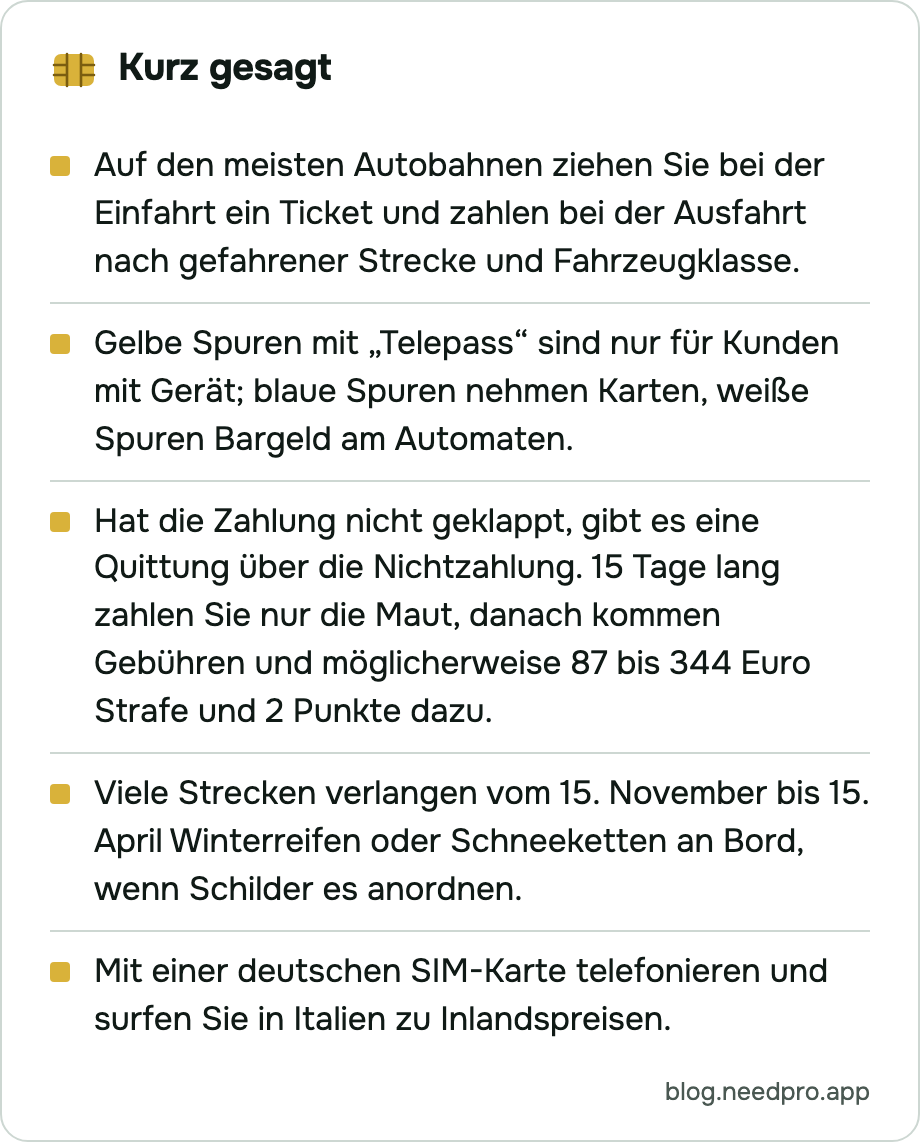 Kurz gesagt
Auf den meisten Autobahnen ziehen Sie bei der
Einfahrt ein Ticket und zahlen bei der Ausfahrt
nach gefahrener Strecke und Fahrzeugklasse.
Gelbe Spuren mit „Telepass“ sind nur für Kunden
mit Gerät; blaue Spuren nehmen Karten, weiße
Spuren Bargeld am Automaten.
Hat die Zahlung nicht geklappt, gibt es eine
Quittung über die Nichtzahlung. 15 Tage lang
zahlen Sie nur die Maut, danach kommen
Gebühren und möglicherweise 87 bis 344 Euro
Strafe und 2 Punkte dazu.
Viele Strecken verlangen vom 15. November bis 15.
April Winterreifen oder Schneeketten an Bord,
wenn Schilder es anordnen.
Mit einer deutschen SIM-Karte telefonieren und
surfen Sie in Italien zu Inlandspreisen.
blog.needpro.app